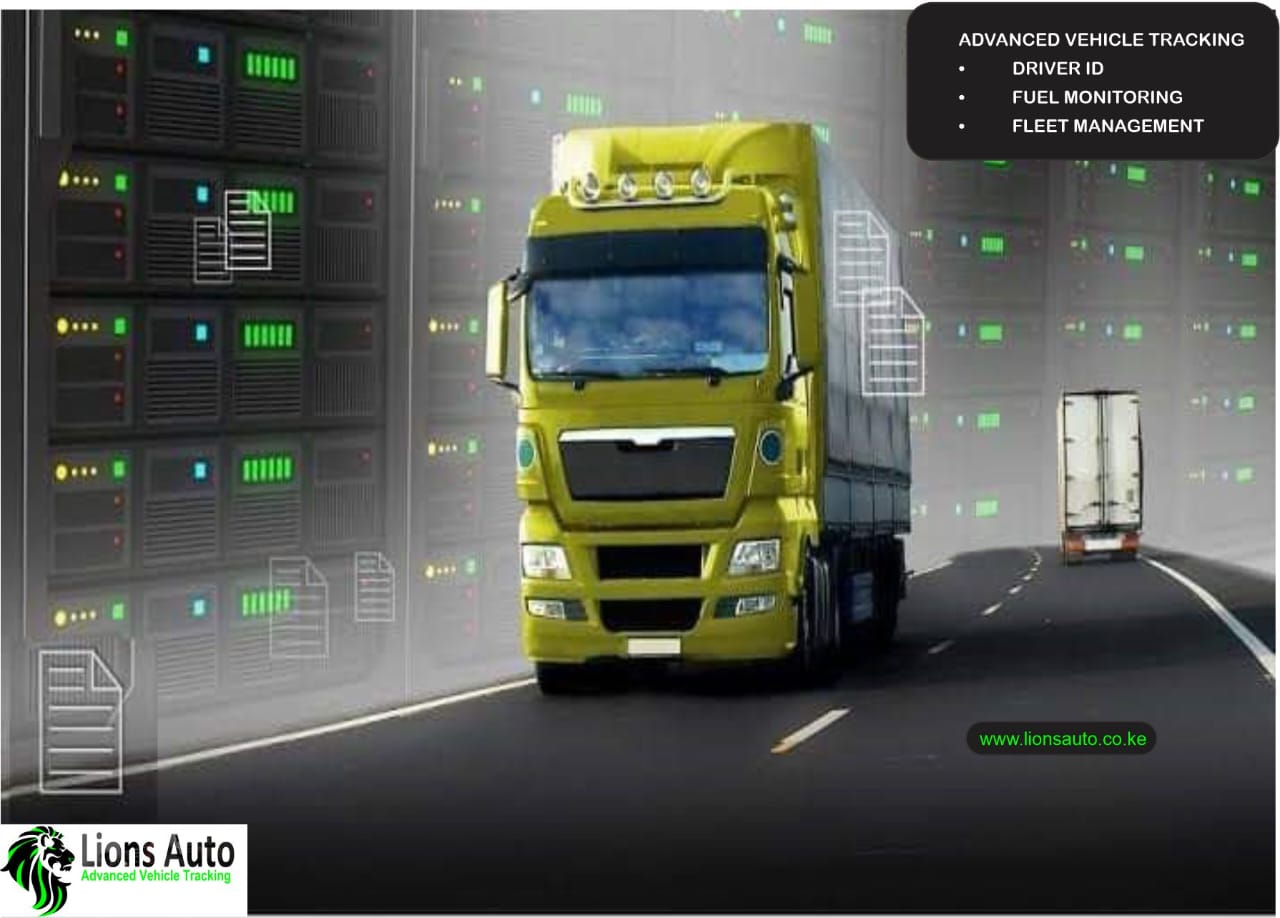 ADVANCED VEHICLE TRACKING
• DRIVER ID
• FUEL MONITORING
• FLEET MANAGEMENT
www.lionsauto.co.ke
Lions Auto
Advanced Vehicle Tracking